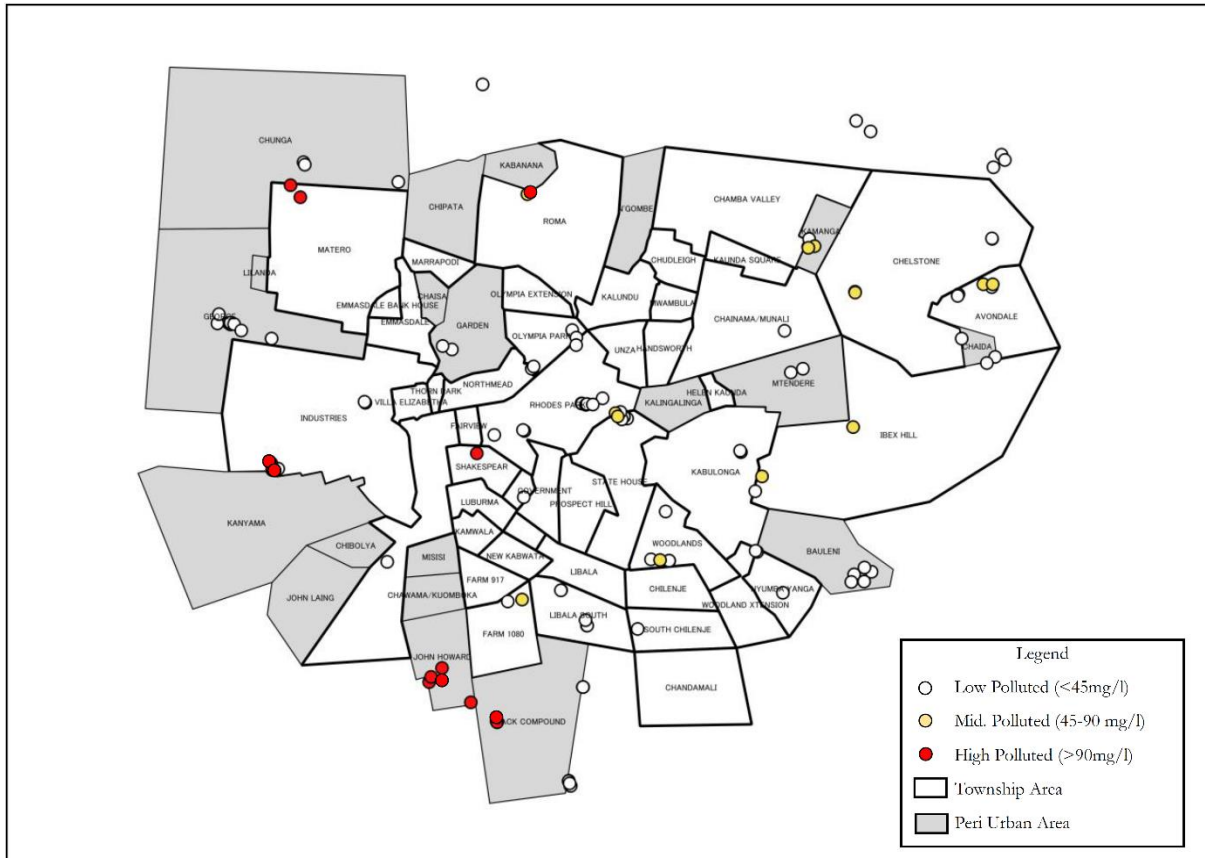 CHUNGA
KABANANA
CHIPATA
ROMA
N'GOMBE
CHAMBA VALLEY
KAMANGA
MATERO
MARRAPODI
CHUDLEIGH
KAUNDA SQUARE
CHELSTONE
LILANDA
CHAISA
OLYMPIA EXTENSION
KALUNDU
MWAMBULA
EMMASDALE BANK HOUSE
GEORGE
EMMASDALE
GARDEN
CHAINAMA/MUNALI
AVONDALE
OLYMPIA PARK
UNZA
HANDSWORTH
CHAIDA
NORTHMEAD
MTENDERE
THORN PARK
HELEN KAUNDA
VILLA ELIZABETHA
RHODES PARK
KALINGALINGA
INDUSTRIES
FAIRVIEW
IBEX HILL
SHAKESPEAR
KABULONGA
STATE HOUSE
GOVERNMENT
LUBURMA
PROSPECT HILL
KANYAMA
KAMWALA
CHIBOLYA
WOODLANDS
MISISI
NEW KABWATA
BAULENI
LIBALA
FARM 917
CHILENJE
NYUMBA YANGA
JOHN LAING
CHAWAMA/KUOMBOKA
WOODLAND XTENSION
LIBALA SOUTH
FARM 1080
SOUTH CHILENJE
JOHN HOWARD
CHANDAMALI
COMPOUND
Legend
Low Polluted (<45mg/l)
Mid. Polluted (45-90 mg/l)
High Polluted (>90mg/l)
Township Area
Peri Urban Area